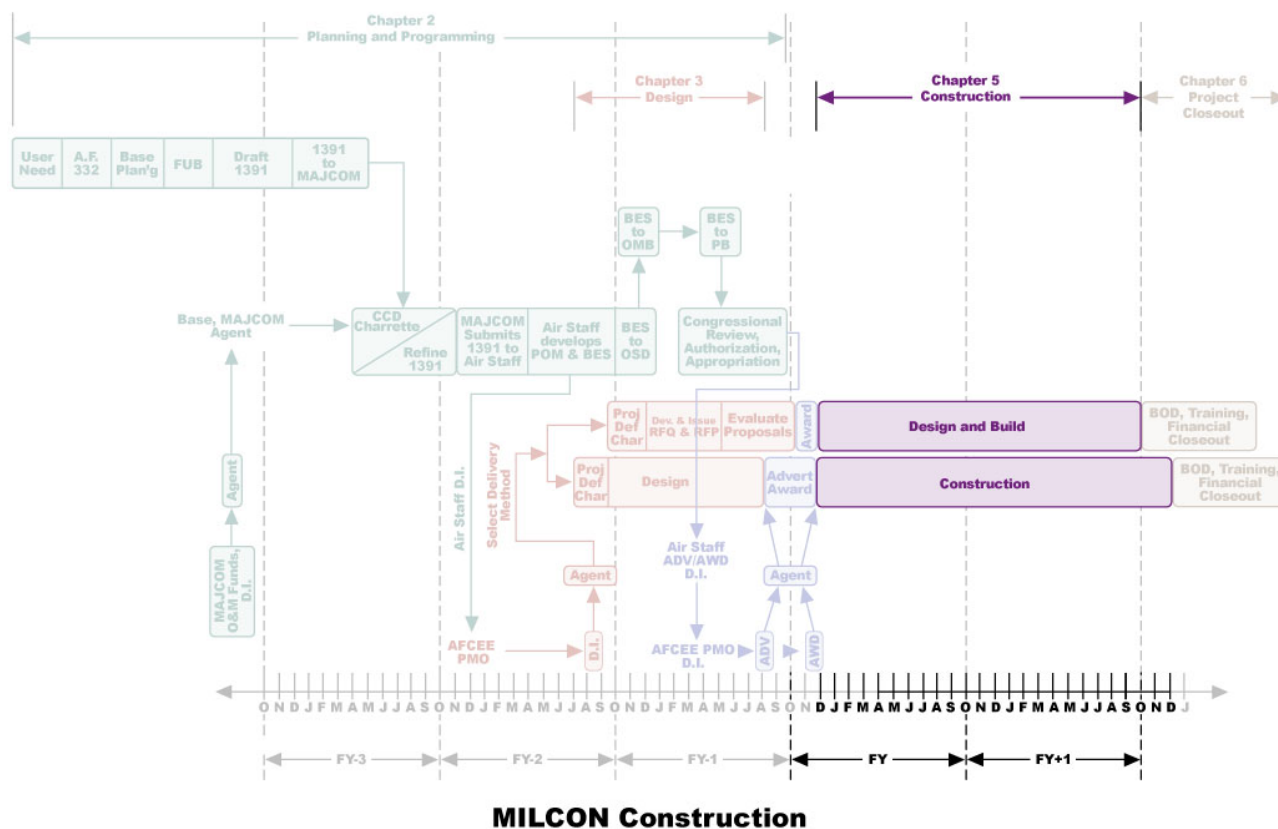 Chapter 2
Planning and Programming
Chapter 3
Design
Chapter 5
Construction
Chapter 6
Project
Closeout
User
Need
A.F.
332
Base
Plan'g
FUB
Draft
1391
1391
to
MAJCOM
BES
to
OMB
BES
to
PB
Base, MAJCOM
Agent
CCD
Charrette
Refine
1391
MAJCOM
Submits
1391 to
Air Staff
Air Staff
develops
POM & BES
BES
to
OSD
Congressional
Review,
Authorization,
Appropriation
Proj
Def
Char
Dev. & Issue
RFQ & RFP
Evaluate
Proposals
Award
Design and Build
BOD, Training,
Financial
Closeout
Proj
Def
Char
Design
Advert
Award
Construction
BOD, Training,
Financial
Closeout
Agent
Air Staff D.I.
Select Delivery
Method
MAJCOM
O&M Funds,
D.I.
Air Staff
ADV/AWD
D.I.
Agent
Agent
AFCEE
PMO
D.I.
AFCEE PMO
D.I.
ADV
AWD
O N D J F M A M J J A S O N D J F M A M J J A S O N D J F M A M J J A S O N D J F M A M J J A S O N D J F M A M J J A S O N D J
FY-3
FY-2
FY-1
FY
FY+1
MILCON Construction